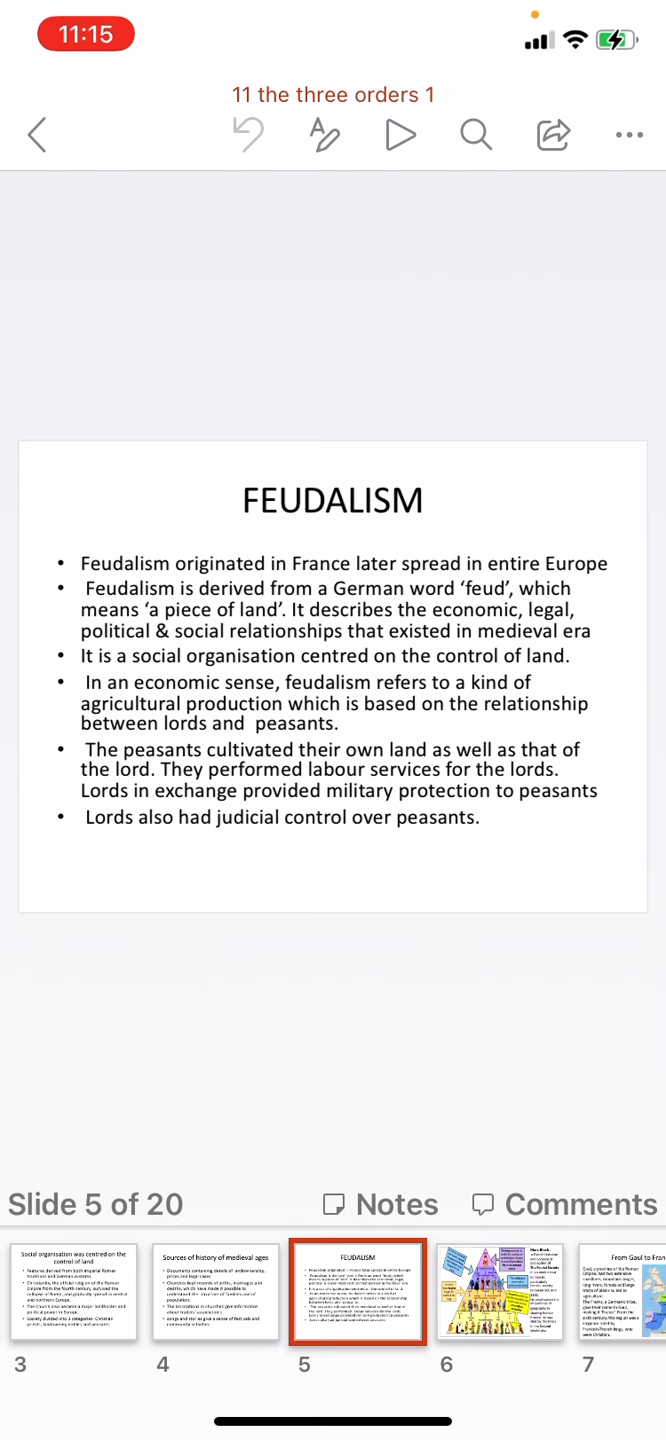 11:15
11 the three orders 1
FEUDALISM
• Feudalism originated in France later spread in entire Europe
• Feudalism is derived from a German word ‘feud’, which
means ‘a piece of land’. It describes the economic, legal,
political & social relationships that existed in medieval era
• It is a social organisation centred on the control of land.
• In an economic sense, feudalism refers to a kind of
agricultural production which is based on the relationship
between lords and peasants.
• The peasants cultivated their own land as well as that of
the lord. They performed labour services for the lords.
Lords in exchange provided military protection to peasants
• Lords also had judicial control over peasants.
Slide 5 of 20
Notes
Comments
Social organisation was centred on the
control of land
Sources of history of medieval ages
FEUDALISM
From Gaul to Fran
3
4
5
6
7